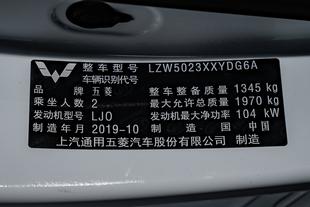 整车型号 LZW5023XXYDG6A
车辆识别代号
品牌 五菱 整车整备质量 1345 kg
乘坐人数 2 最大允许总质量 1970 kg
发动机型号 LJO 发动机最大净功率 104 kW
制造年月 2019-10 制造国 中国
上汽通用五菱汽车股份有限公司 制造